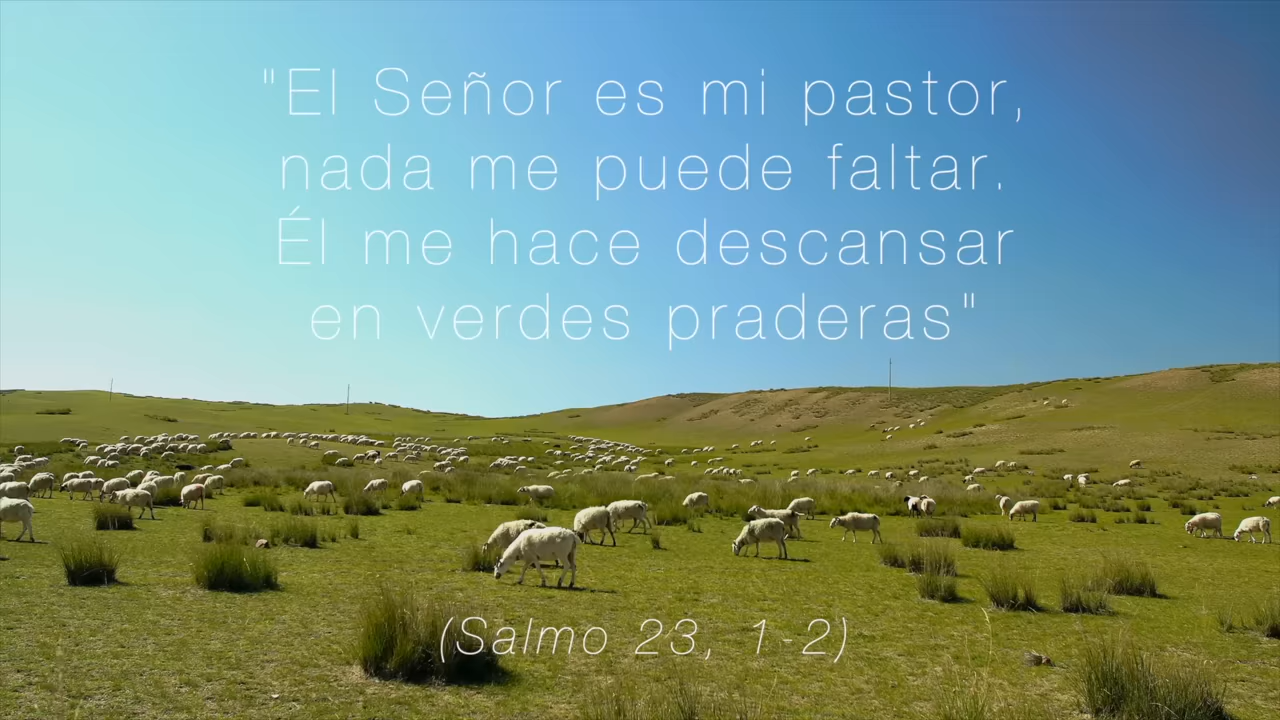 "El Señor es mi pastor,
nada me puede faltar.
Él me hace descansar
en verdes praderas"
(Salmo 23, 1-2)